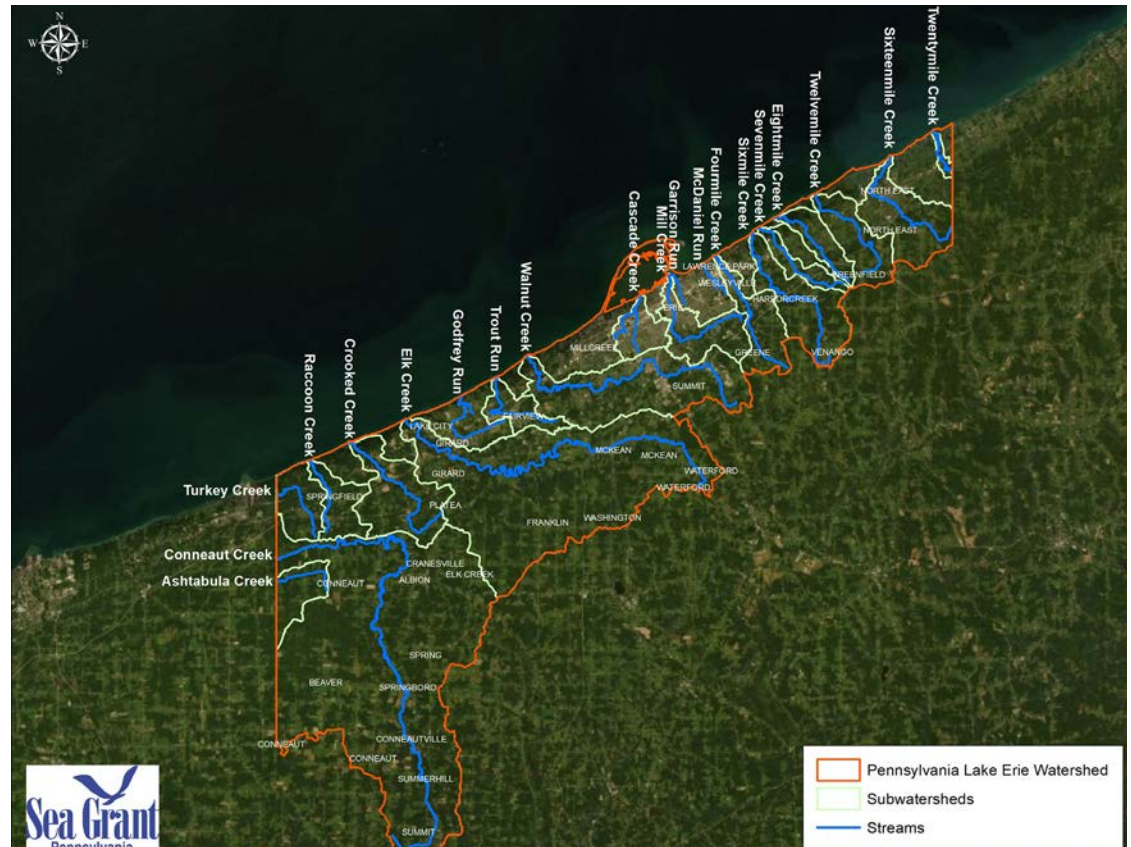 N
W
E
S
Twentymile Creek
Sixteenmile Creek
Twelvemile Creek
Eightmile Creek
Sevenmile Creek
Sixmile Creek
Fourmile Creek
McDaniel Run
Garrison Run
Mill Creek
Cascade Creek
Walnut Creek
Trout Run
Godfrey Run
Elk Creek
Crooked Creek
Raccoon Creek
Turkey Creek
Conneaut Creek
Ashtabula Creek
NORTH EAST
NORTH EAST
GREENFIELD
LAWRENCE PARK
WESLEYVILLE
HARBORCREEK
ERIE
MILLCREEK
GREENE
VENANGO
SUMMIT
FAIRVIEW
LAKE CITY
GIRARD
GIRARD
MCKEAN
MCKEAN
WATERFORD
WATERFORD
SPRINGFIELD
PLATEA
FRANKLIN
WASHINGTON
CRANESVILLE
ELK CREEK
ALBION
CONNEAUT
SPRING
BEAVER
SPRINGBORO
CONNEAUTVILLE
CONNEAUT
CONNEAUT
SUMMERHILL
SUMMIT
Sea Grant
Pennsylvania
Pennsylvania Lake Erie Watershed
Subwatersheds
Streams